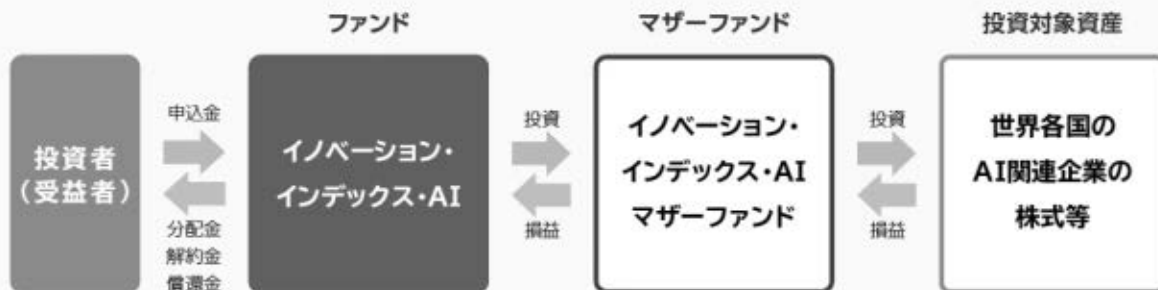 ファンド
マザーファンド
投資対象資産
投資者
(受益者)
申込金
分配金
解約金
償還金
イノベーション・
インデックス・AI
投資
損益
イノベーション・
インデックス・AI
マザーファンド
投資
損益
世界各国の
AI関連企業の
株式等